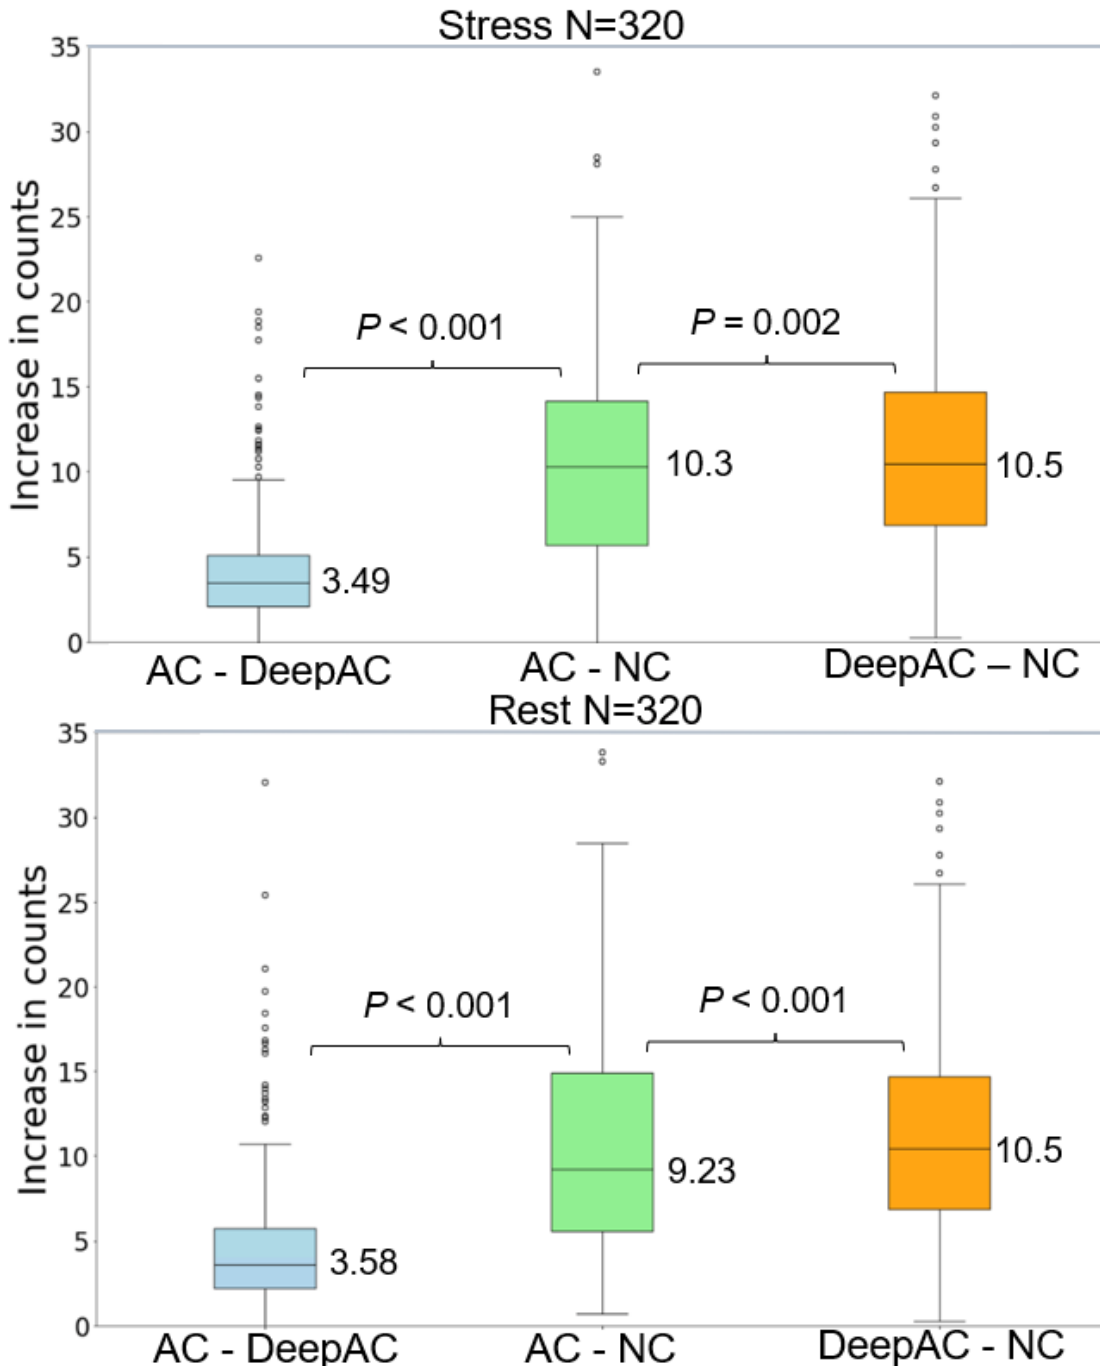 Stress N=320
Increase in counts
35
30
25
20
15
10
5
0
P < 0.001
P = 0.002
3.49
10.3
10.5
AC - DeepAC
AC - NC
DeepAC – NC
Rest N=320
Increase in counts
35
30
25
20
15
10
5
0
P < 0.001
P < 0.001
3.58
9.23
10.5
AC - DeepAC
AC - NC
DeepAC - NC